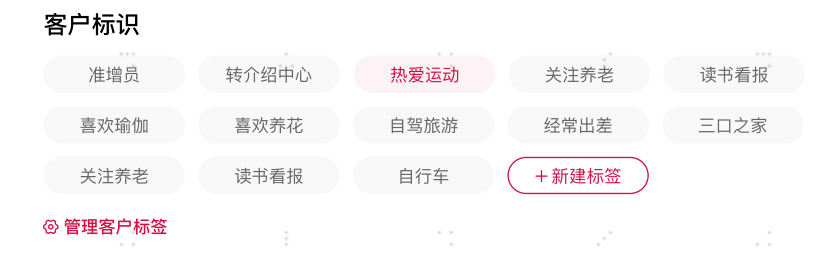 客户标识
准增员 转介绍中心 热爱运动 关注养老 读书看报
喜欢瑜伽 喜欢养花 自驾旅游 经常出差 三口之家
关注养老 读书看报 自行车 +新建标签
管理客户标签